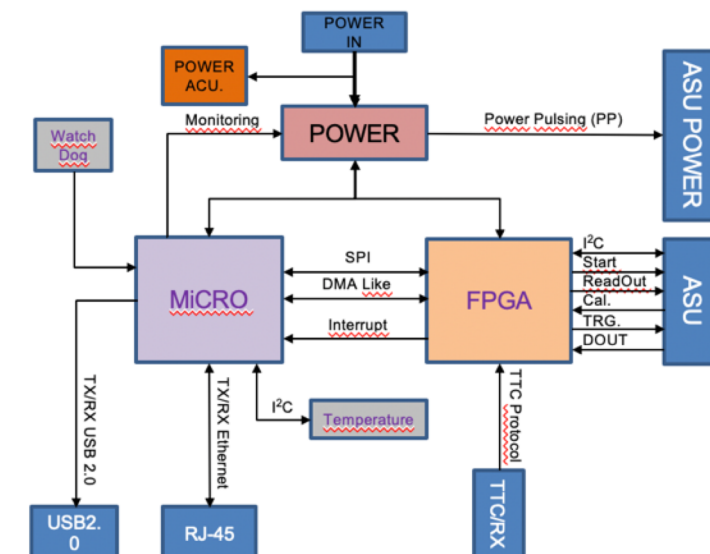 POWER
IN
POWER
ACU.
Monitoring
POWER
Power Pulsing (PP)
ASU POWER
Watch
Dog
MiCRO
SPI
DMA Like
Interrupt
FPGA
I²C
Start
ReadOut
Cal.
TRG.
DOUT
ASU
TX/RX USB 2.0
TX/RX Ethernet
I²C
Temperature
TTC
Protocol
USB2.
0
RJ-45
TTC/RX